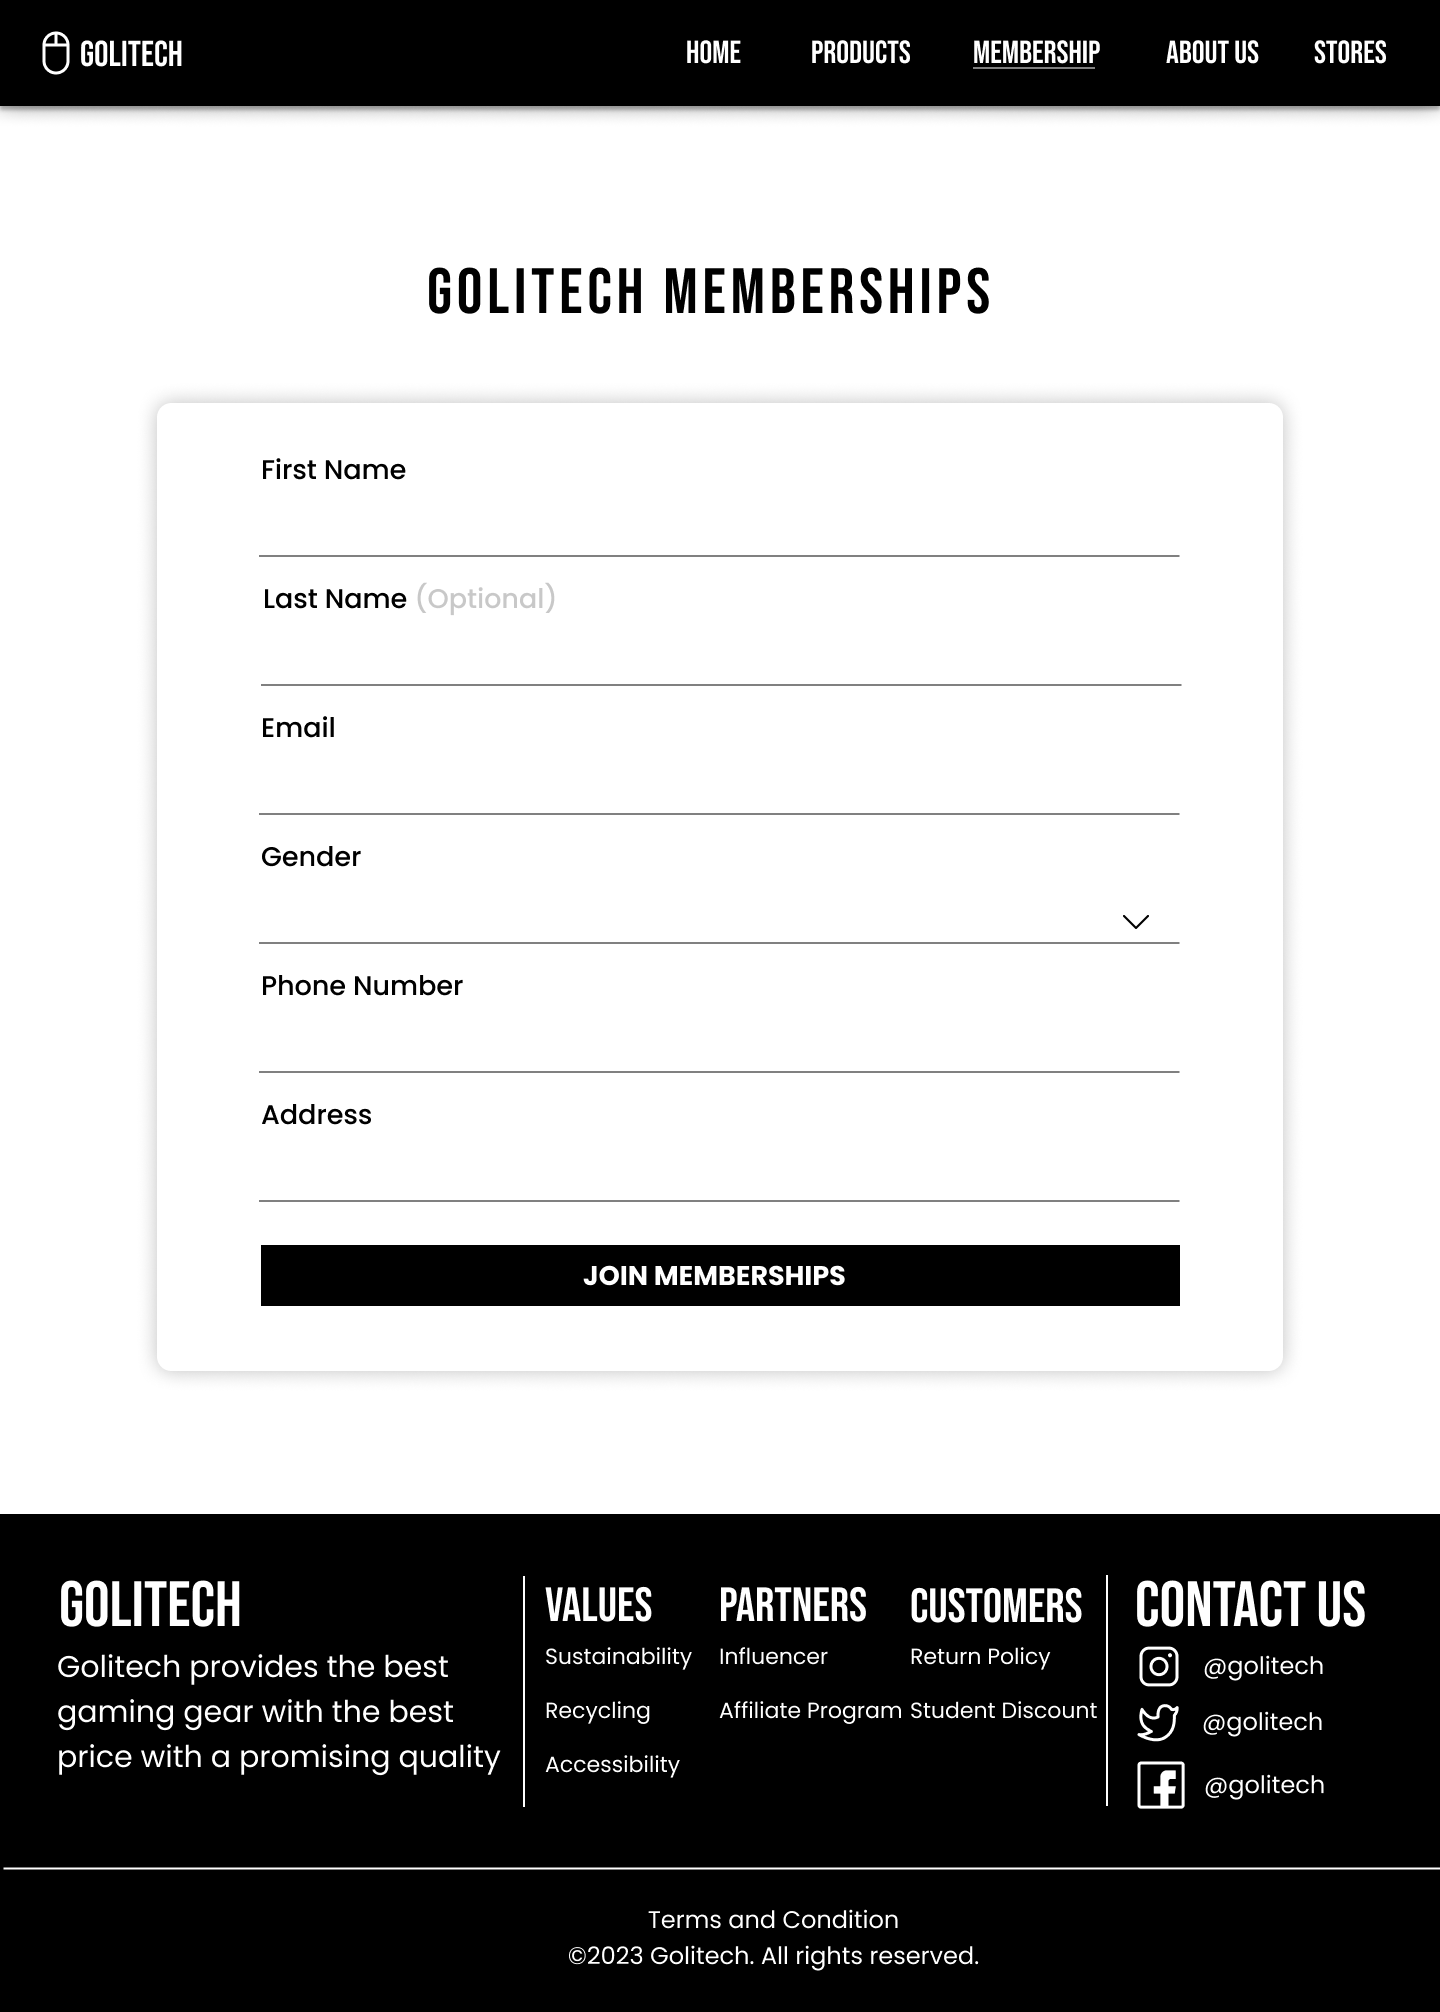 GOLITECH
HOME
PRODUCTS
MEMBERSHIP
ABOUT US
STORES
GOLITECH MEMBERSHIPS
First Name
Last Name (Optional)
Email
Gender
Phone Number
Address
JOIN MEMBERSHIPS
GOLITECH
Golitech provides the best
gaming gear with the best
price with a promising quality
VALUES
Sustainability
Recycling
Accessibility
PARTNERS
Influencer
Affiliate Program
CUSTOMERS
Return Policy
Student Discount
CONTACT US
@golitech
@golitech
@golitech
Terms and Condition
©2023 Golitech. All rights reserved.